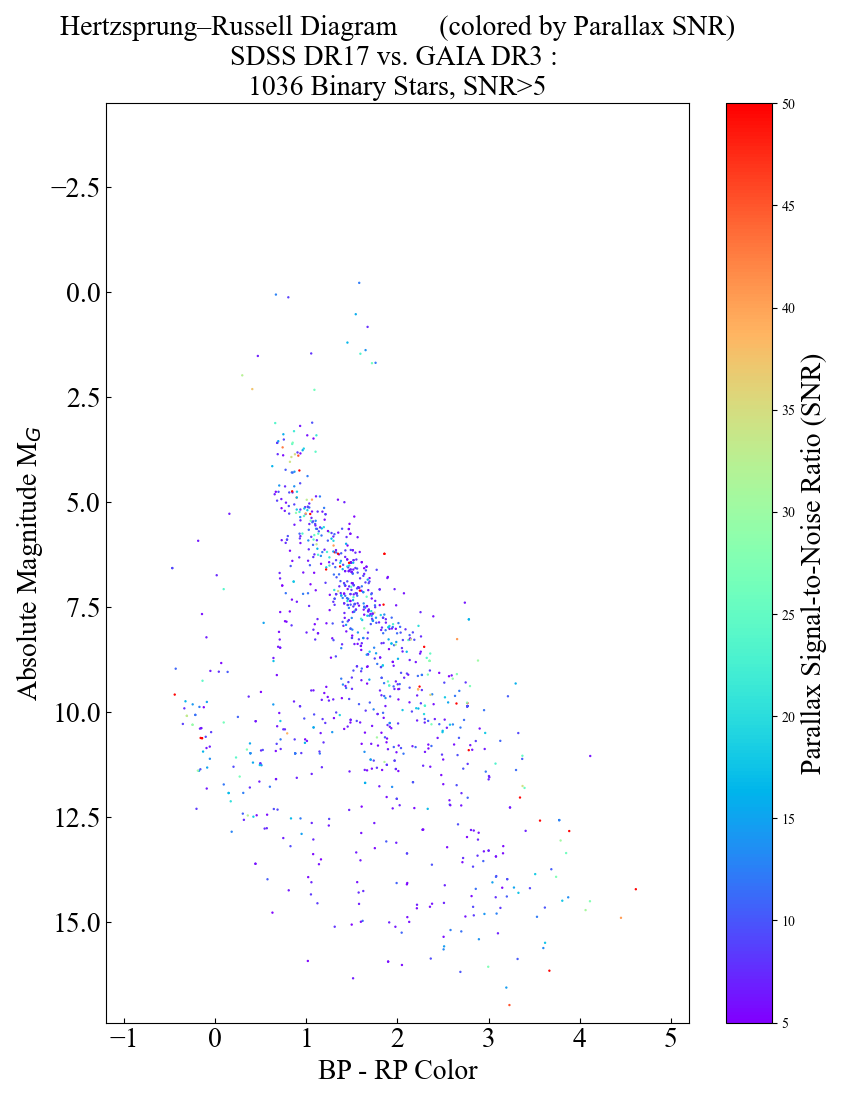 Hertzsprung–Russell Diagram (colored by Parallax SNR)
SDSS DR17 vs. GAIA DR3 :
1036 Binary Stars, SNR>5
Absolute Magnitude M_G
−2.5
0.0
2.5
5.0
7.5
10.0
12.5
15.0
−1 0 1 2 3 4 5
BP - RP Color
50
45
40
35
30
25
20
15
10
5
Parallax Signal-to-Noise Ratio (SNR)